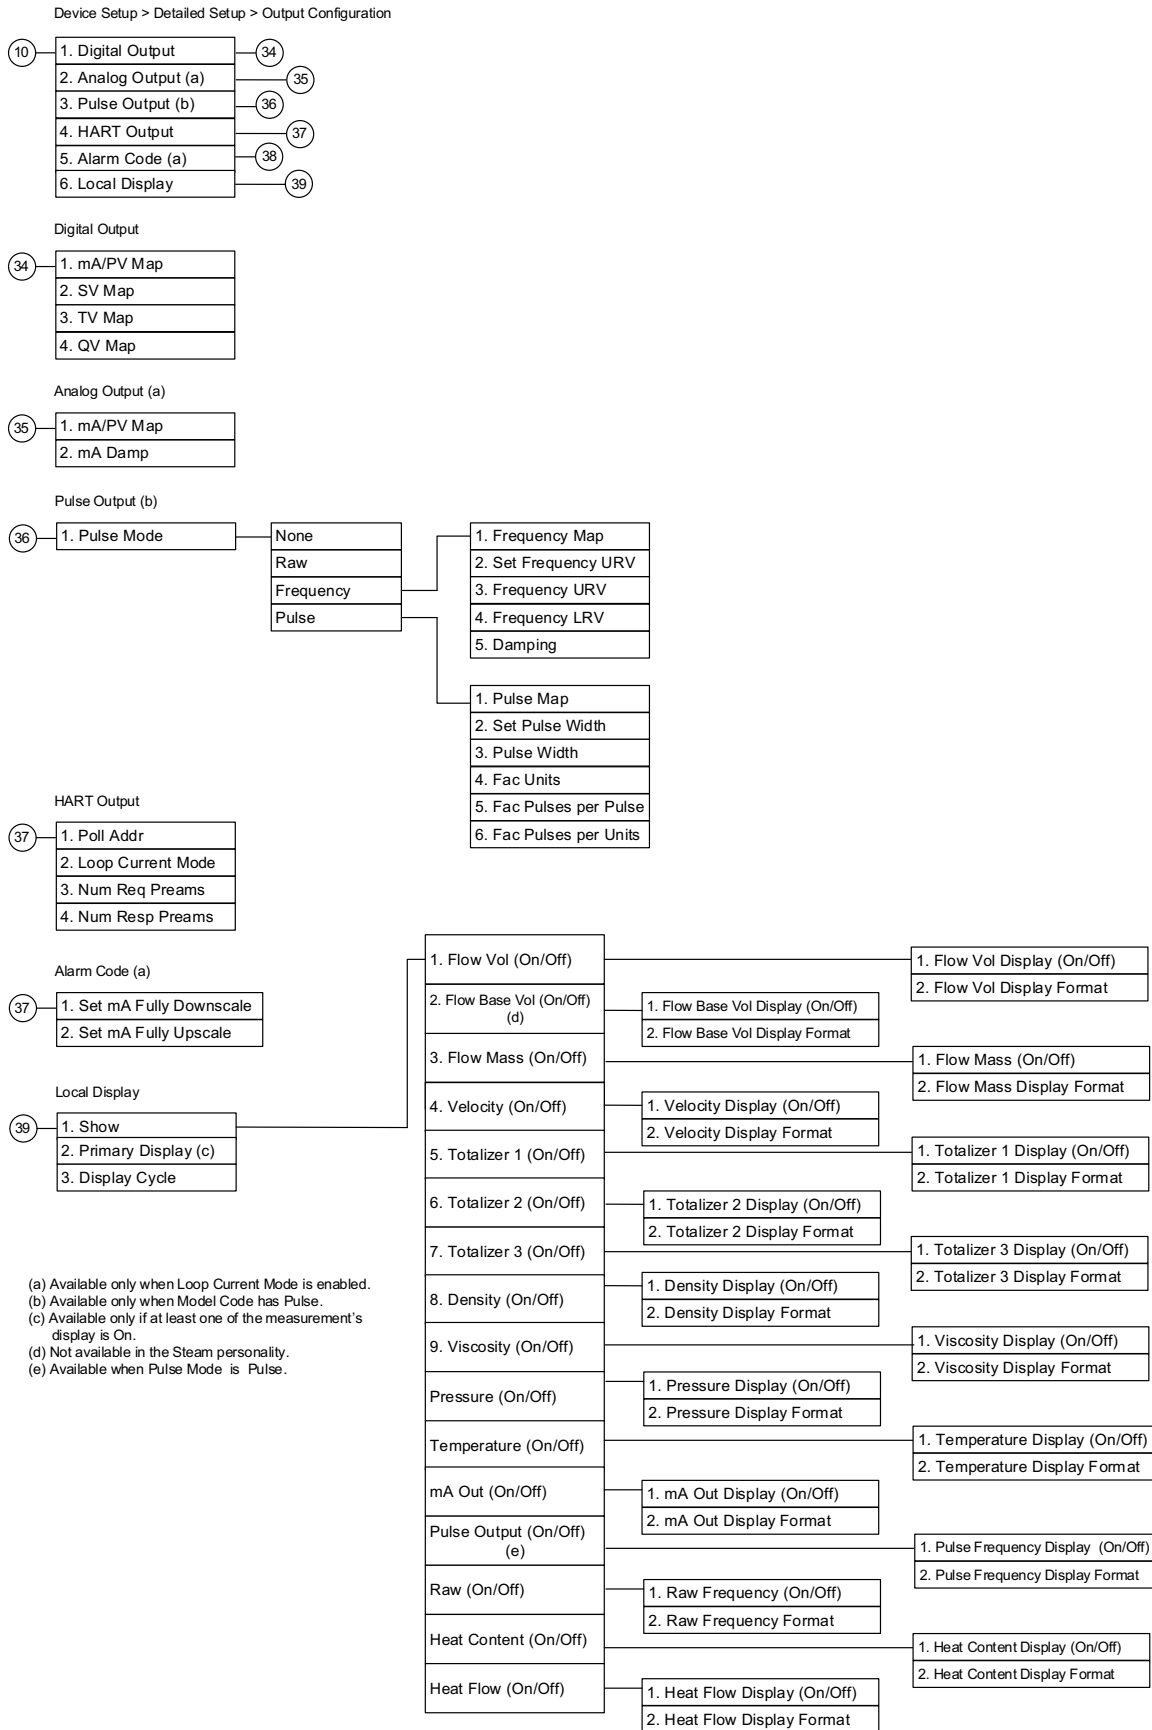 Device Setup > Detailed Setup > Output Configuration
10
1. Digital Output
34
2. Analog Output (a)
35
3. Pulse Output (b)
36
4. HART Output
37
5. Alarm Code (a)
38
6. Local Display
39
Digital Output
34
1. mA/PV Map
2. SV Map
3. TV Map
4. QV Map
Analog Output (a)
35
1. mA/PV Map
2. mA Damp
Pulse Output (b)
36
1. Pulse Mode
None
Raw
Frequency
Pulse
1. Frequency Map
2. Set Frequency URV
3. Frequency URV
4. Frequency LRV
5. Damping
1. Pulse Map
2. Set Pulse Width
3. Pulse Width
4. Fac Units
5. Fac Pulses per Pulse
6. Fac Pulses per Units
HART Output
37
1. Poll Addr
2. Loop Current Mode
3. Num Req Preams
4. Num Resp Preams
Alarm Code (a)
37
1. Set mA Fully Downscale
2. Set mA Fully Upscale
Local Display
39
1. Show
2. Primary Display (c)
3. Display Cycle
1. Flow Vol (On/Off)
1. Flow Vol Display (On/Off)
2. Flow Vol Display Format
2. Flow Base Vol (On/Off)
(d)
1. Flow Base Vol Display (On/Off)
2. Flow Base Vol Display Format
3. Flow Mass (On/Off)
1. Flow Mass (On/Off)
2. Flow Mass Display Format
4. Velocity (On/Off)
1. Velocity Display (On/Off)
2. Velocity Display Format
5. Totalizer 1 (On/Off)
1. Totalizer 1 Display (On/Off)
2. Totalizer 1 Display Format
6. Totalizer 2 (On/Off)
1. Totalizer 2 Display (On/Off)
2. Totalizer 2 Display Format
7. Totalizer 3 (On/Off)
1. Totalizer 3 Display (On/Off)
2. Totalizer 3 Display Format
8. Density (On/Off)
1. Density Display (On/Off)
2. Density Display Format
9. Viscosity (On/Off)
1. Viscosity Display (On/Off)
2. Viscosity Display Format
Pressure (On/Off)
1. Pressure Display (On/Off)
2. Pressure Display Format
Temperature (On/Off)
1. Temperature Display (On/Off)
2. Temperature Display Format
mA Out (On/Off)
1. mA Out Display (On/Off)
2. mA Out Display Format
Pulse Output (On/Off)
(e)
1. Pulse Frequency Display (On/Off)
2. Pulse Frequency Display Format
Raw (On/Off)
1. Raw Frequency (On/Off)
2. Raw Frequency Format
Heat Content (On/Off)
1. Heat Content Display (On/Off)
2. Heat Content Display Format
Heat Flow (On/Off)
1. Heat Flow Display (On/Off)
2. Heat Flow Display Format
(a) Available only when Loop Current Mode is enabled.
(b) Available only when Model Code has Pulse.
(c) Available only if at least one of the measurement's
display is On.
(d) Not available in the Steam personality.
(e) Available when Pulse Mode is Pulse.